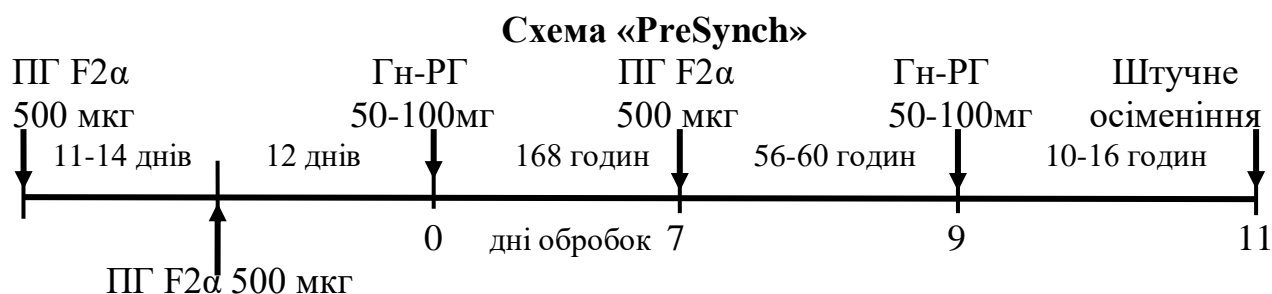 Схема «PreSynch»
ПГ F2α Гн-РГ ПГ F2α Гн-РГ Штучне
500 мкг 50-100мг 500 мкг 50-100мг осіменіння
11-14 днів 12 днів 168 годин 56-60 годин 10-16 годин
0 дні обробок 7 9 11
ПГ F2α 500 мкг